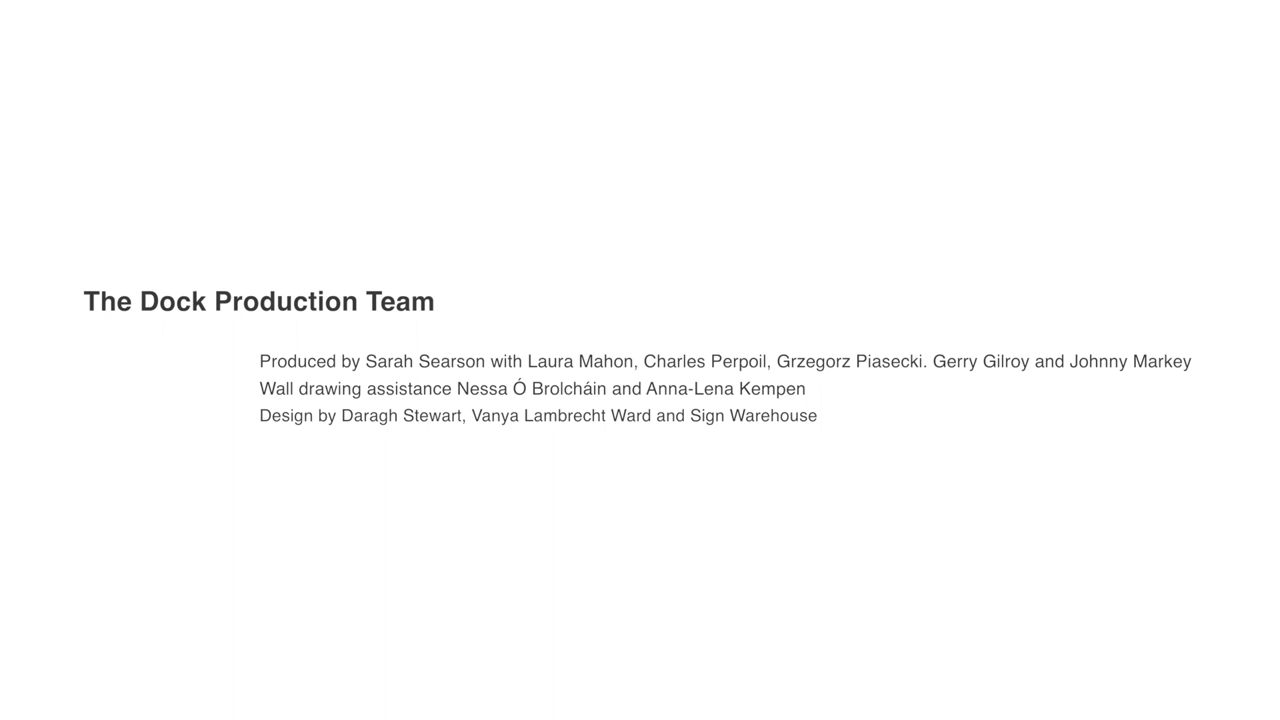 The Dock Production Team
Produced by Sarah Searson with Laura Mahon, Charles Perpoil, Grzegorz Piasecki. Gerry Gilroy and Johnny Markey
Wall drawing assistance Nessa Ó Brolcháin and Anna-Lena Kempen
Design by Daragh Stewart, Vanya Lambrecht Ward and Sign Warehouse